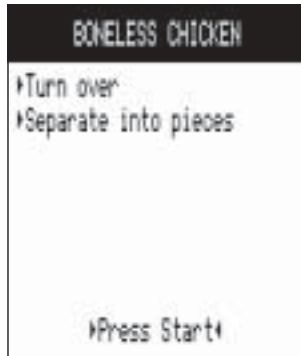 BONELESS CHICKEN
▶Turn over
▶Separate into pieces
▶Press Start◀